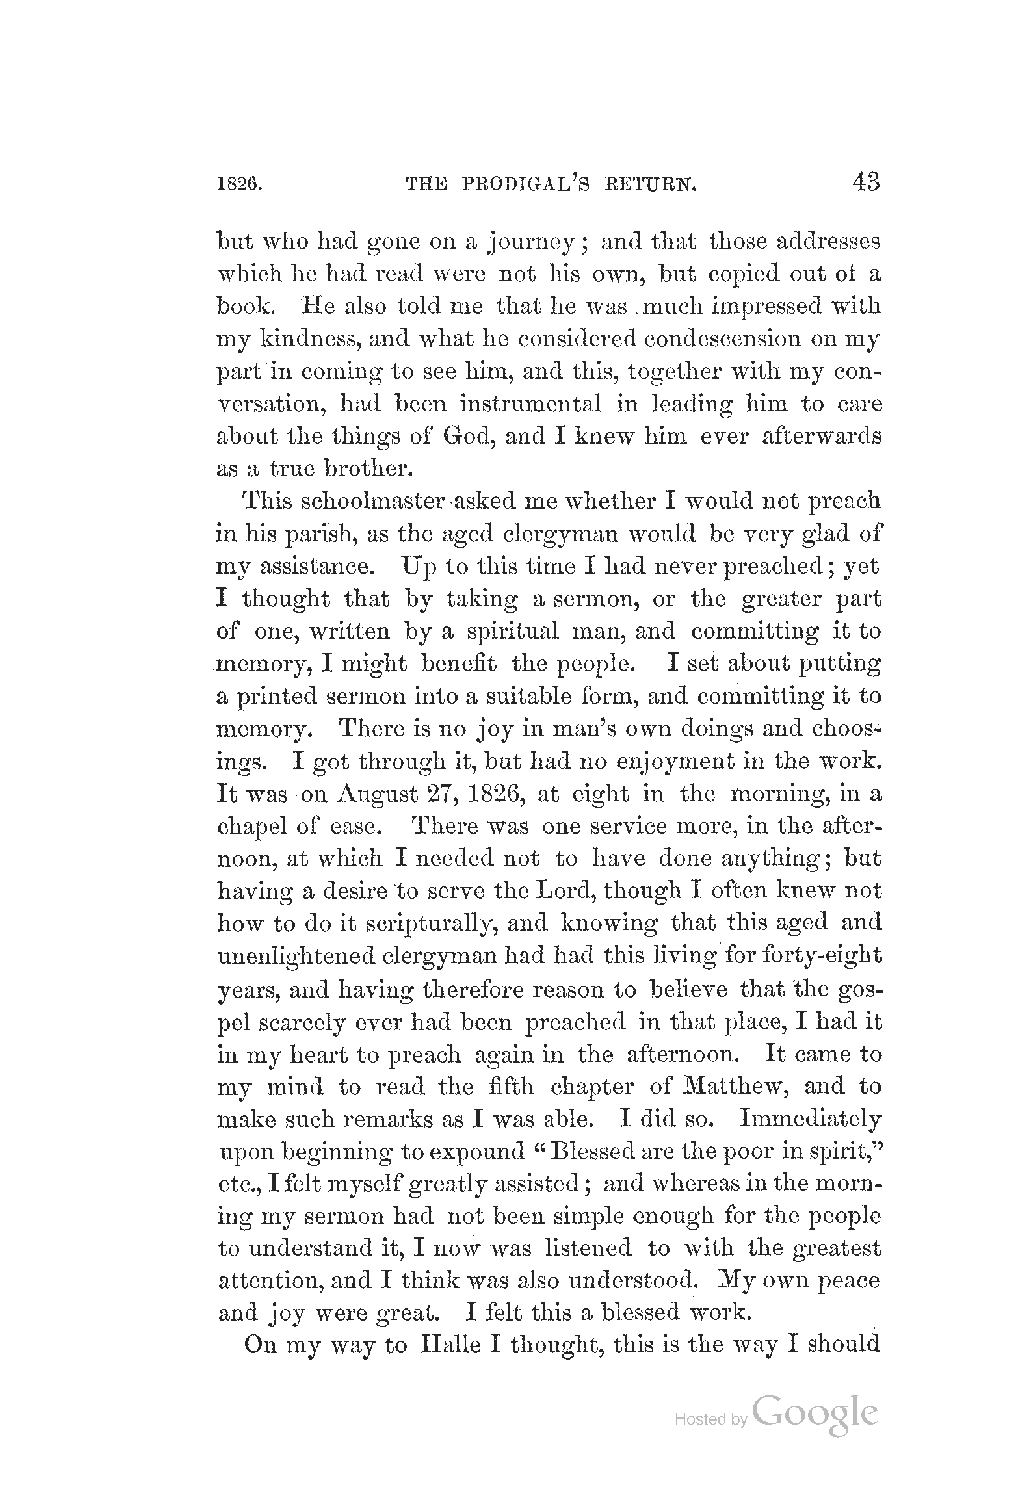 1826. THE PRODIGAL'S RETURN. 43
but who had gone on a journey; and that those addresses
which he had read were not his own, but copied out of a
book. He also told me that he was much impressed with
my kindness, and what he considered condescension on my
part in coming to see him, and this, together with my con-
versation, had been instrumental in leading him to care
about the things of God, and I knew him ever afterwards
as a true brother.
This schoolmaster asked me whether I would not preach
in his parish, as the aged clergyman would be very glad of
my assistance. Up to this time I had never preached; yet
I thought that by taking a sermon, or the greater part
of one, written by a spiritual man, and committing it to
memory, I might benefit the people. I set about putting
a printed sermon into a suitable form, and committing it to
memory. There is no joy in man's own doings and choos-
ings. I got through it, but had no enjoyment in the work.
It was on August 27, 1826, at eight in the morning, in a
chapel of ease. There was one service more, in the after-
noon, at which I needed not to have done anything; but
having a desire to serve the Lord, though I often knew not
how to do it scripturally, and knowing that this aged and
unenlightened clergyman had had this living for forty-eight
years, and having therefore reason to believe that the gos-
pel scarcely ever had been preached in that place, I had it
in my heart to preach again in the afternoon. It came to
my mind to read the fifth chapter of Matthew, and to
make such remarks as I was able. I did so. Immediately
upon beginning to expound "Blessed are the poor in spirit,"
etc., I felt myself greatly assisted; and whereas in the morn-
ing my sermon had not been simple enough for the people
to understand it, I now was listened to with the greatest
attention, and I think was also understood. My own peace
and joy were great. I felt this a blessed work.
On my way to Halle I thought, this is the way I should
Hosted by Google